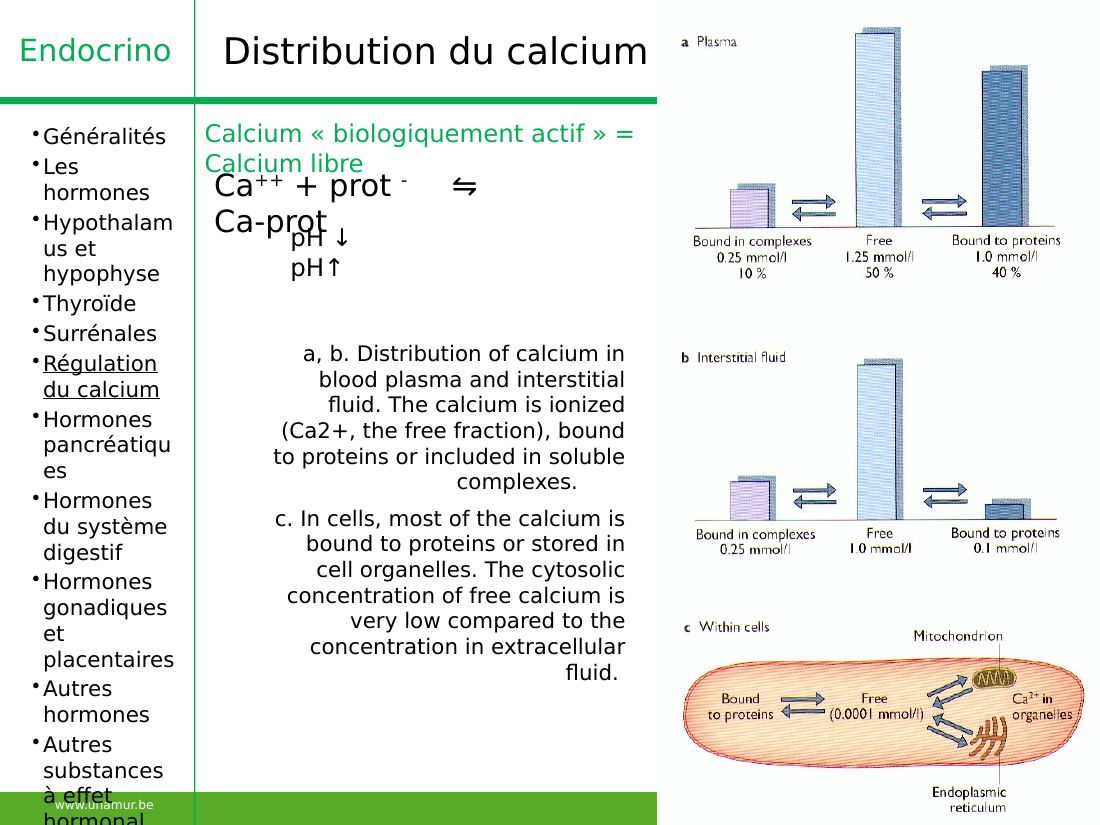 Endocrino
Distribution du calcium
•Généralités
•Les
hormones
•Hypothalam
us et
hypophyse
•Thyroïde
•Surrénales
•Régulation
du calcium
•Hormones
pancréatiqu
es
•Hormones
du système
digestif
•Hormones
gonadiques
et
placentaires
•Autres
hormones
•Autres
substances
à effet
hormonal
www.unamur.be
Calcium « biologiquement actif » =
Calcium libre
Ca⁺⁺ + prot ⁻ ⇋
Ca-prot
pH ↓
pH↑
a, b. Distribution of calcium in
blood plasma and interstitial
fluid. The calcium is ionized
(Ca2+, the free fraction), bound
to proteins or included in soluble
complexes.
c. In cells, most of the calcium is
bound to proteins or stored in
cell organelles. The cytosolic
concentration of free calcium is
very low compared to the
concentration in extracellular
fluid.
a Plasma
Bound in complexes
0.25 mmol/l
10 %
Free
1.25 mmol/l
50 %
Bound to proteins
1.0 mmol/l
40 %
b Interstitial fluid
Bound in complexes
0.25 mmol/l
Free
1.0 mmol/l
Bound to proteins
0.1 mmol/l
c Within cells
Mitochondrion
Bound
to proteins
Free
(0.0001 mmol/l)
Ca²⁺ in
organelles
Endoplasmic
reticulum